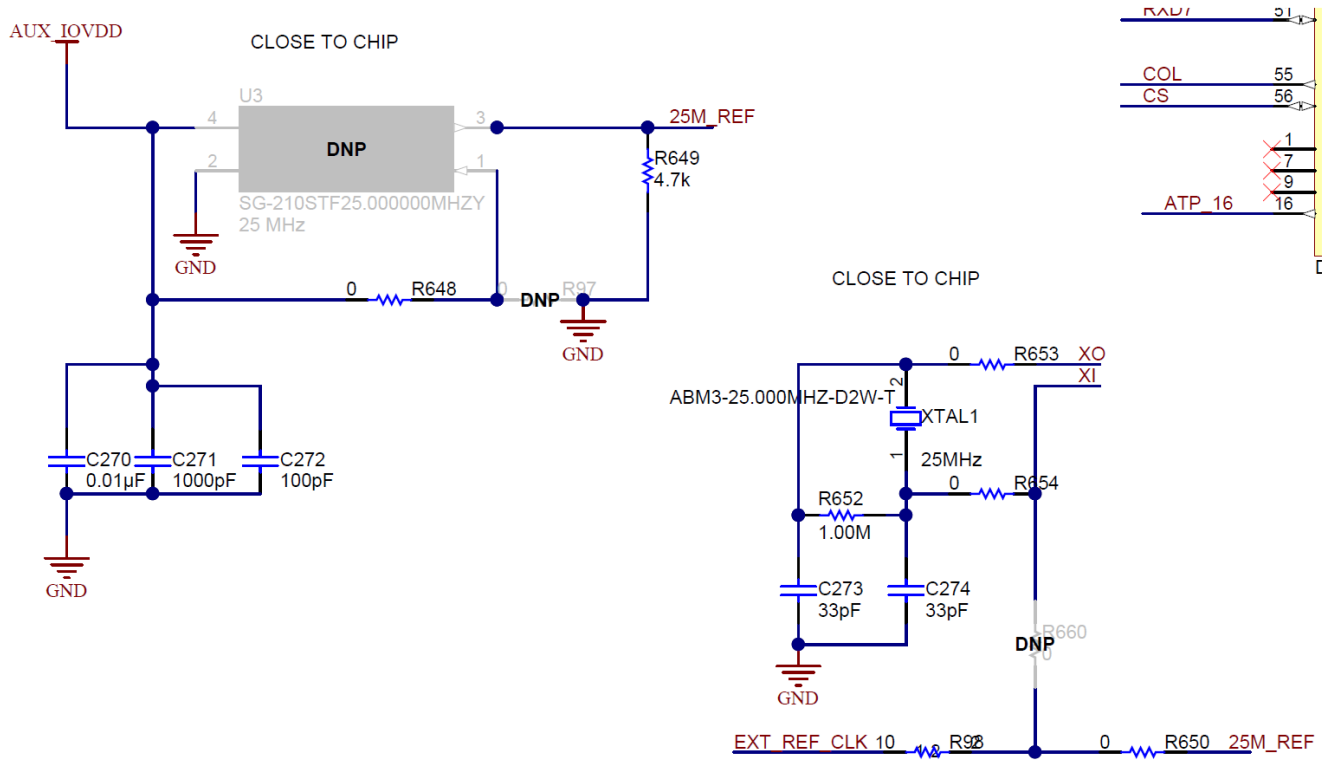 AUX_IOVDD
CLOSE TO CHIP
U3
4
3
25M_REF
DNP
2
1
R649
4.7k
SG-210STF25.000000MHZY
25 MHz
GND
0
R648
0
DNP
R97
GND
C270
0.01µF
C271
1000pF
C272
100pF
GND
RXD7
51
COL
55
CS
56
1
7
9
ATP_16
16
D
CLOSE TO CHIP
0
R653
XO
XI
2
ABM3-25.000MHZ-D2W-T
XTAL1
1
25MHz
0
R654
R652
1.00M
C273
33pF
C274
33pF
GND
R660
DNP
0
EXT_REF_CLK
10
1
2
R98
0
R650
25M_REF